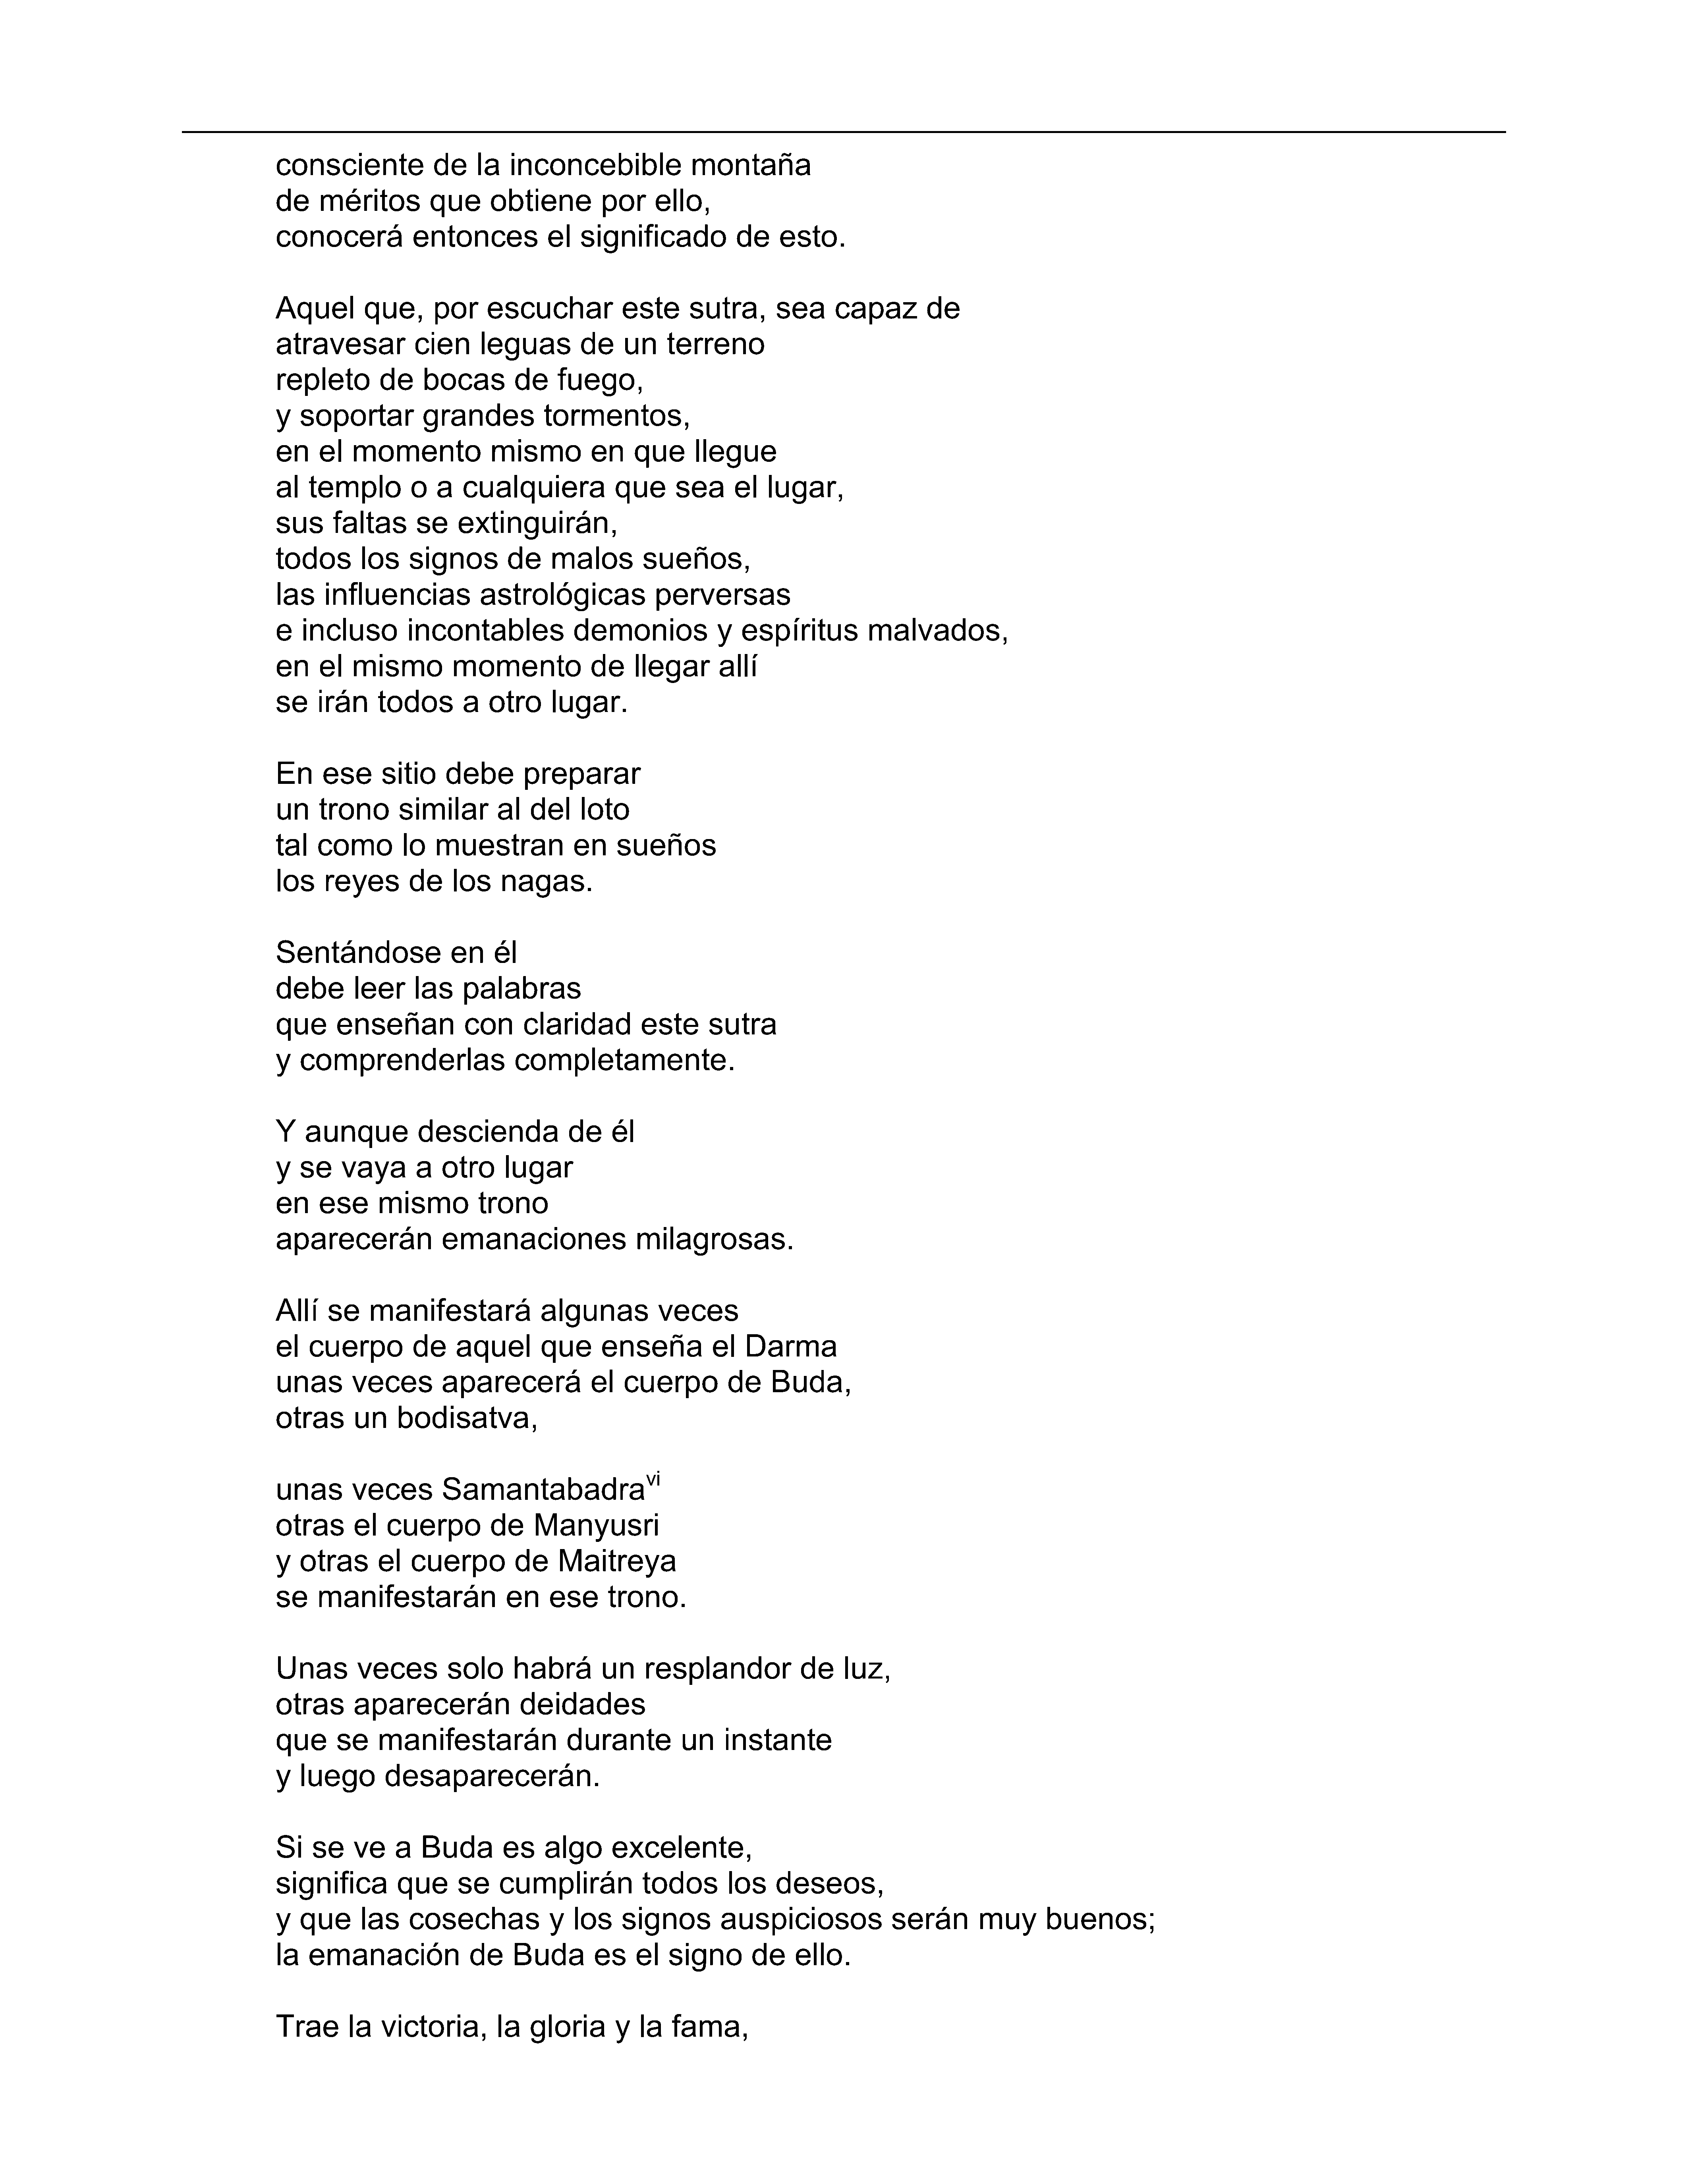 consciente de la inconcebible montaña
de méritos que obtiene por ello,
conocerá entonces el significado de esto.
Aquel que, por escuchar este sutra, sea capaz de
atravesar cien leguas de un terreno
repleto de bocas de fuego,
y soportar grandes tormentos,
en el momento mismo en que llegue
al templo o a cualquiera que sea el lugar,
sus faltas se extinguirán,
todos los signos de malos sueños,
las influencias astrológicas perversas
e incluso incontables demonios y espíritus malvados,
en el mismo momento de llegar allí
se irán todos a otro lugar.
En ese sitio debe preparar
un trono similar al del loto
tal como lo muestran en sueños
los reyes de los nagas.
Sentándose en él
debe leer las palabras
que enseñan con claridad este sutra
y comprenderlas completamente.
Y aunque descienda de él
y se vaya a otro lugar
en ese mismo trono
aparecerán emanaciones milagrosas.
Allí se manifestará algunas veces
el cuerpo de aquel que enseña el Darma
unas veces aparecerá el cuerpo de Buda,
otras un bodisatva,
unas veces Samantabadravi
otras el cuerpo de Manyusri
y otras el cuerpo de Maitreya
se manifestarán en ese trono.
Unas veces solo habrá un resplandor de luz,
otras aparecerán deidades
que se manifestarán durante un instante
y luego desaparecerán.
Si se ve a Buda es algo excelente,
significa que se cumplirán todos los deseos,
y que las cosechas y los signos auspiciosos serán muy buenos;
la emanación de Buda es el signo de ello.
Trae la victoria, la gloria y la fama,